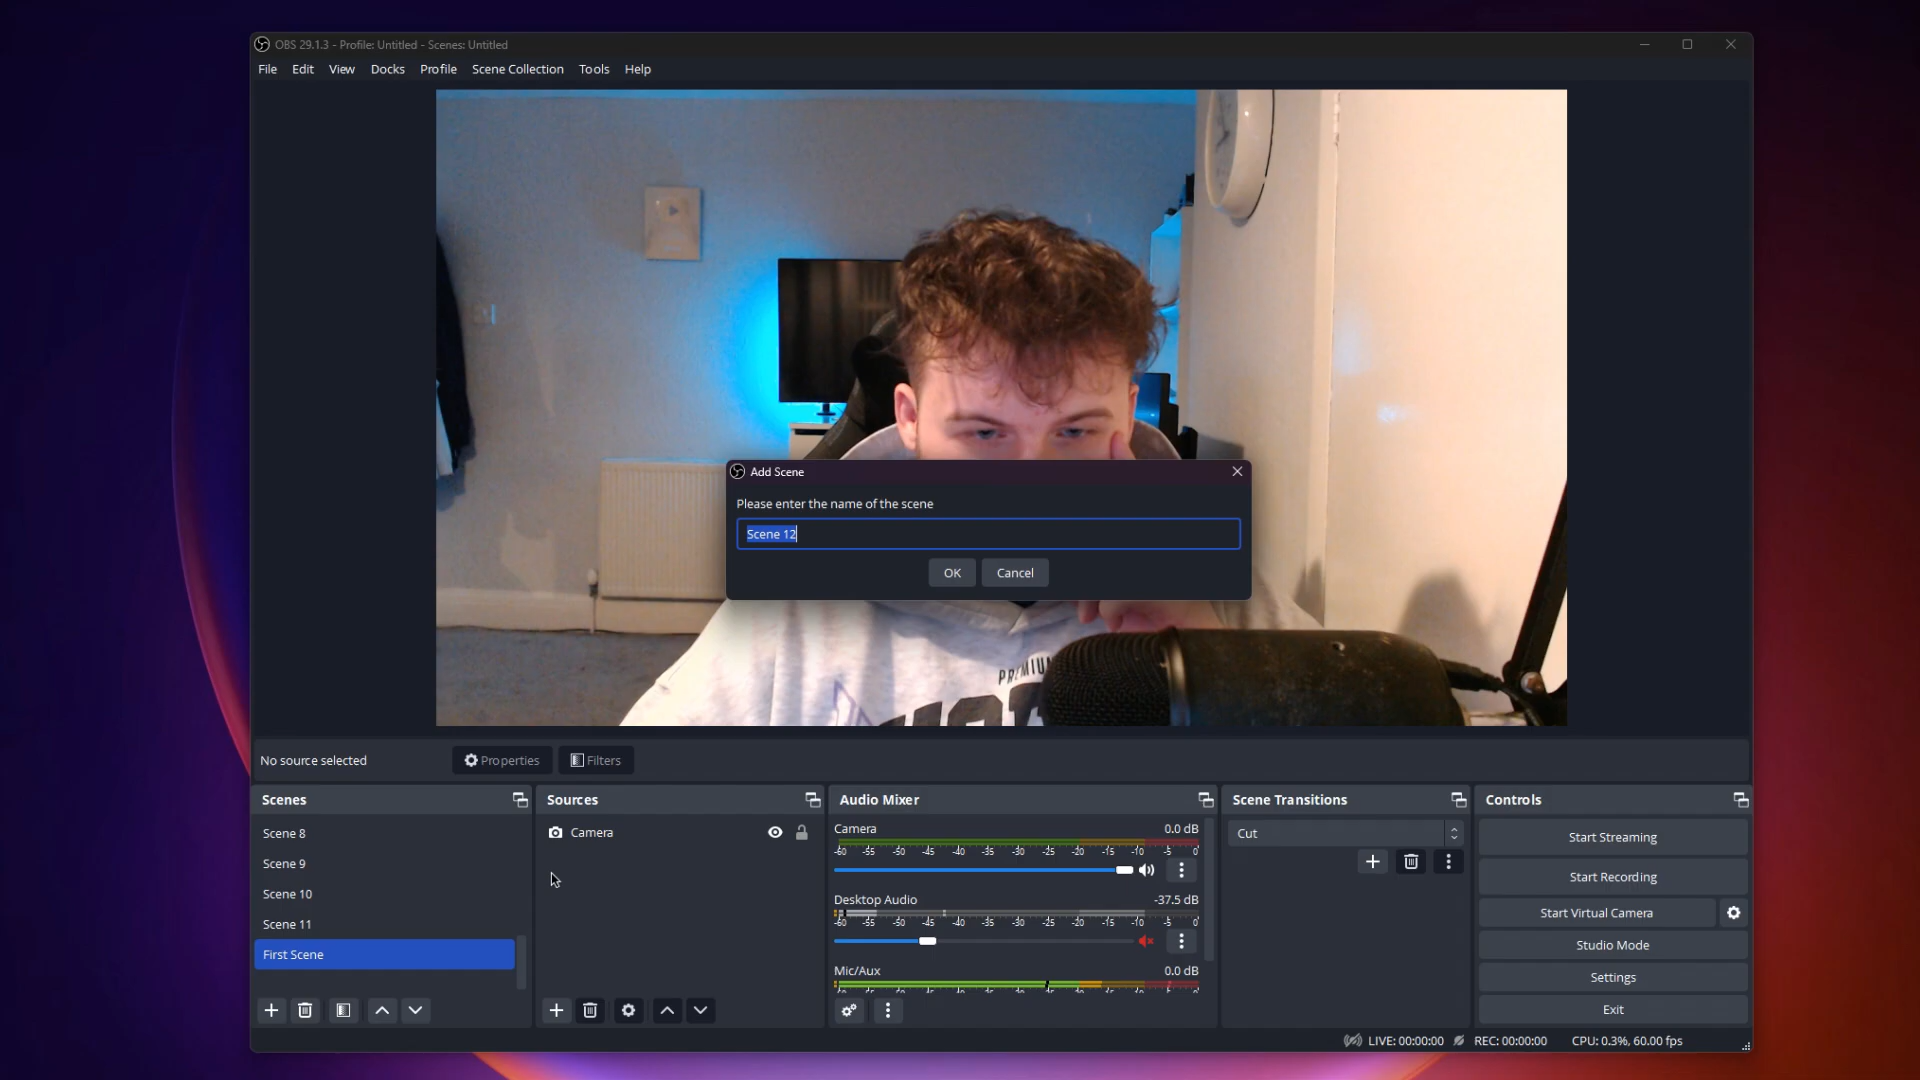 OBS 29.1.3 - Profile: Untitled - Scenes: Untitled
File Edit View Docks Profile Scene Collection Tools Help
Add Scene
Please enter the name of the scene
Scene 12
OK Cancel
PREMIUM
No source selected Properties Filters
Scenes
Scene 8
Scene 9
Scene 10
Scene 11
First Scene
Sources
Camera
Audio Mixer
Camera 0.0 dB
-60 -55 -50 -45 -40 -35 -30 -25 -20 -15 -10 -5 0
Desktop Audio -37.5 dB
-60 -55 -50 -45 -40 -35 -30 -25 -20 -15 -10 -5 0
Mic/Aux 0.0 dB
Scene Transitions
Cut
Controls
Start Streaming
Start Recording
Start Virtual Camera
Studio Mode
Settings
Exit
LIVE: 00:00:00 REC: 00:00:00 CPU: 0.3%, 60.00 fps